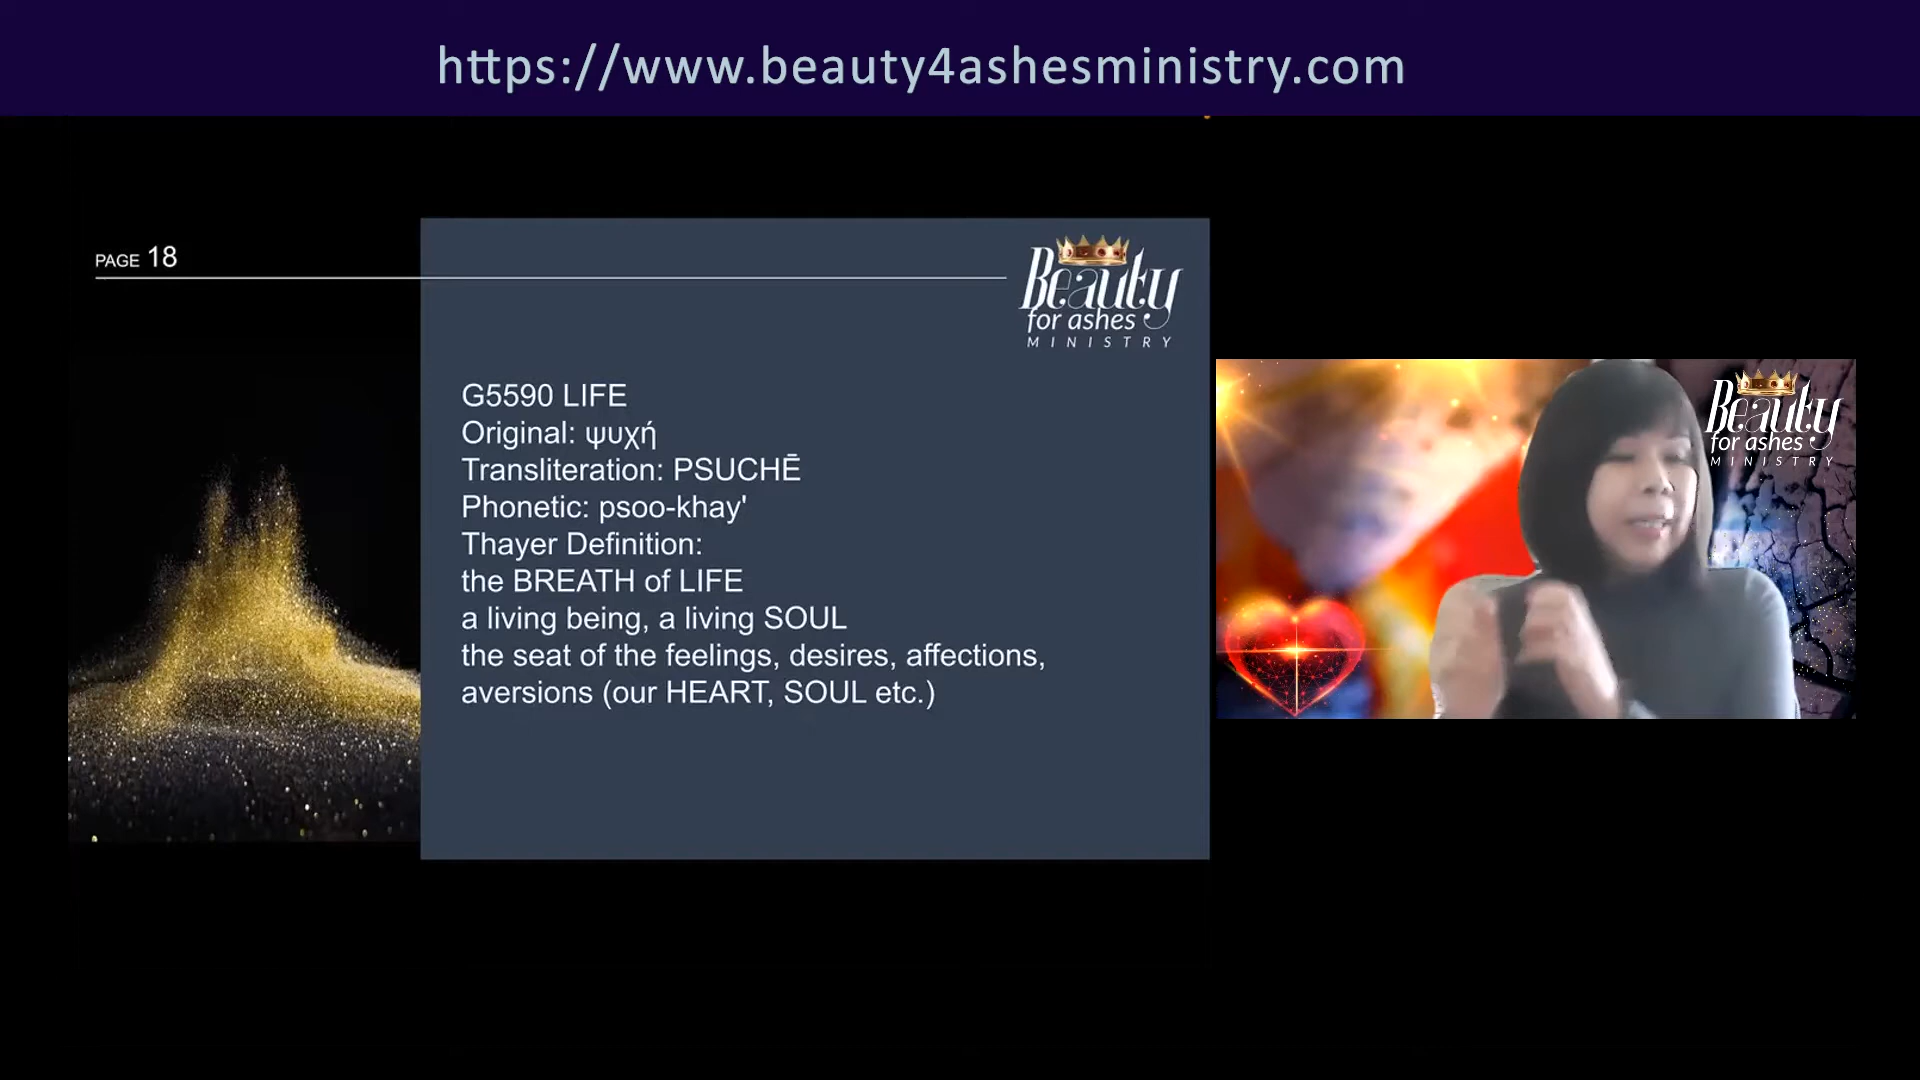 https://www.beauty4ashesministry.com
PAGE 18
Beauty
for ashes
MINISTRY
G5590 LIFE
Original: ψυχή
Transliteration: PSUCHĒ
Phonetic: psoo-khay'
Thayer Definition:
the BREATH of LIFE
a living being, a living SOUL
the seat of the feelings, desires, affections,
aversions (our HEART, SOUL etc.)
Beauty
for ashes
MINISTRY